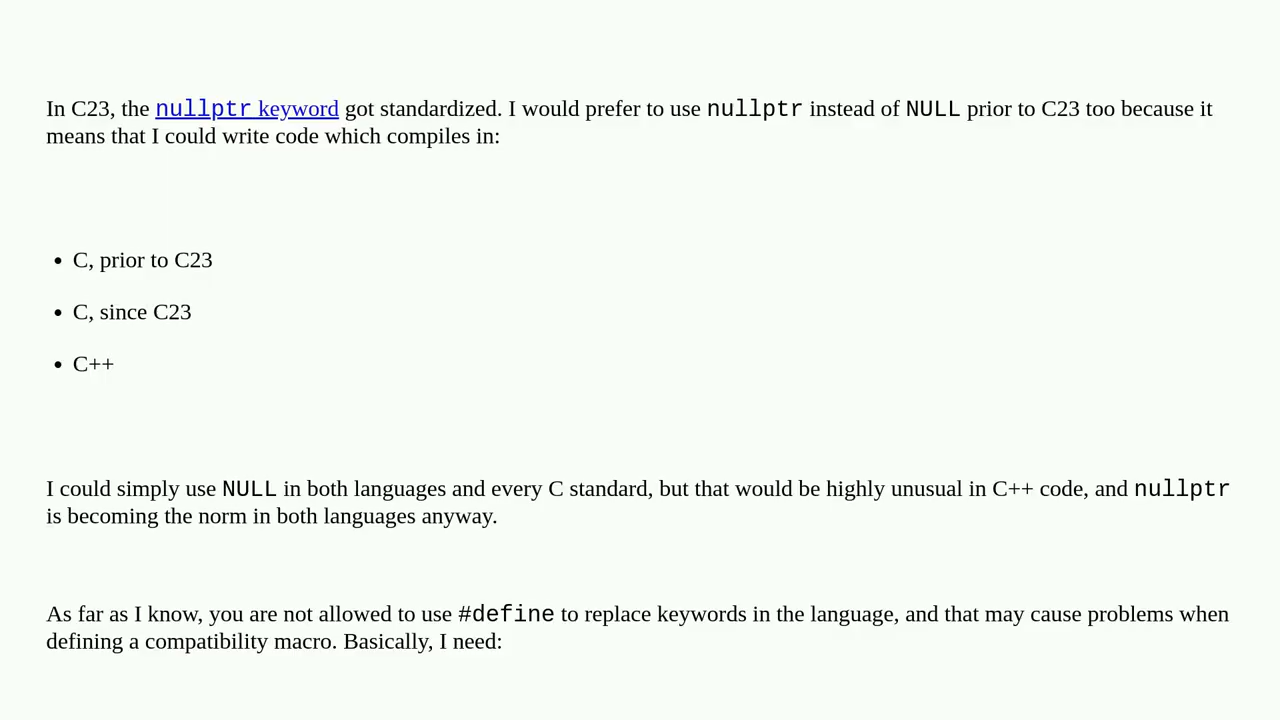 In C23, the nullptr keyword got standardized. I would prefer to use nullptr instead of NULL prior to C23 too because it
means that I could write code which compiles in:
• C, prior to C23
• C, since C23
• C++
I could simply use NULL in both languages and every C standard, but that would be highly unusual in C++ code, and nullptr
is becoming the norm in both languages anyway.
As far as I know, you are not allowed to use #define to replace keywords in the language, and that may cause problems when
defining a compatibility macro. Basically, I need: